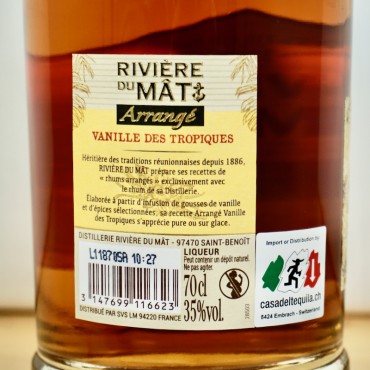 RIVIÈRE
DU MÂT
Arrangé
VANILLE DES TROPIQUES
Héritière des traditions réunionnaises depuis 1886,
RIVIÈRE DU MÂT prépare ses recettes de
« rhums arrangés » exclusivement avec
le rhum de sa Distillerie.
Élaborée à partir d'infusion de gousses de vanille
et d'épices sélectionnées, sa recette Arrangé Vanille
des Tropiques s'apprécie pure ou sur glace.
DISTILLERIE RIVIÈRE DU MÂT - 97470 SAINT-BENOÎT
L11870SA 10:27
LIQUEUR
Peut contenir un dépôt naturel.
Ne pas agiter.
70cl
35%vol.
3 147699 116623
DISTRIBUÉ PAR SVS LM 94220 FRANCE
Import or Distribution by
casadeltequila.ch
8424 Embrach - Switzerland